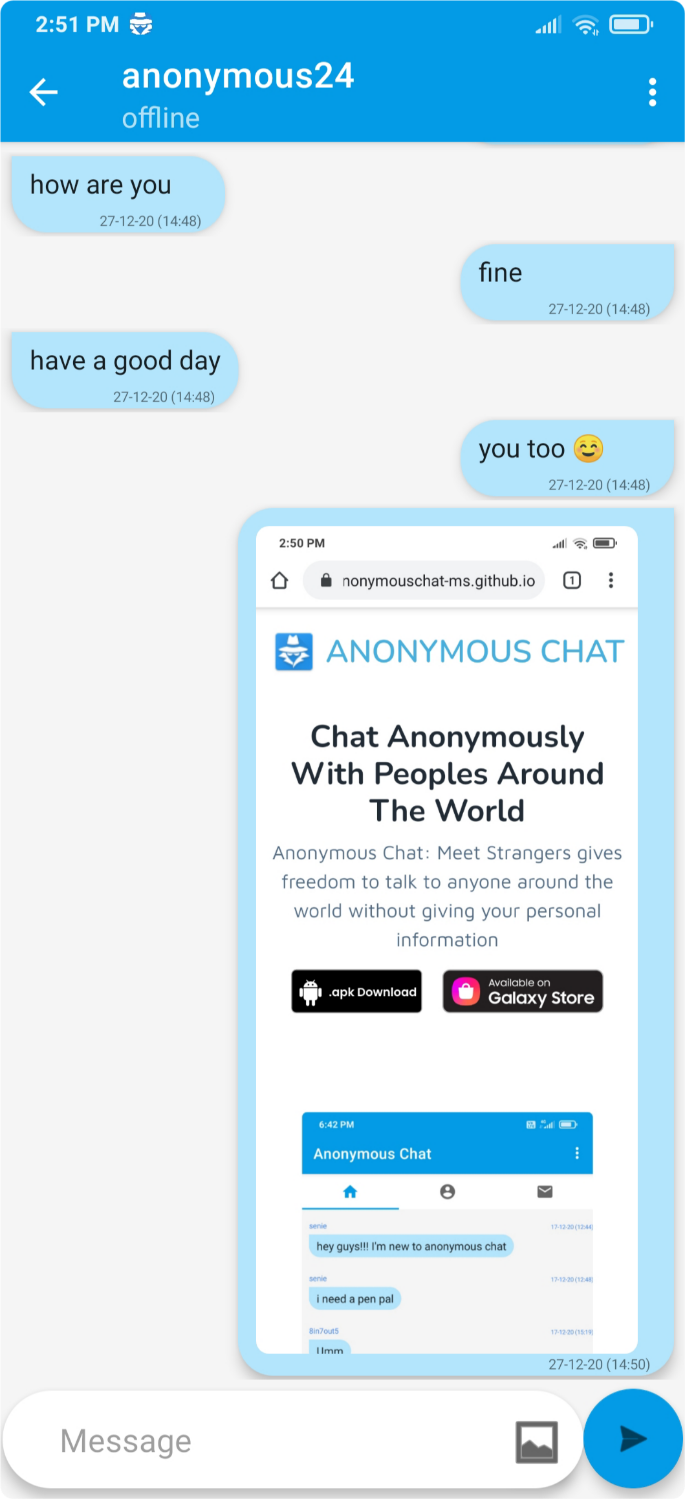 2:51 PM
anonymous24
offline
how are you
27-12-20 (14:48)
fine
27-12-20 (14:48)
have a good day
27-12-20 (14:48)
you too 😊
27-12-20 (14:48)
2:50 PM
nonymouschat-ms.github.io
1
ANONYMOUS CHAT
Chat Anonymously
With Peoples Around
The World
Anonymous Chat: Meet Strangers gives
freedom to talk to anyone around the
world without giving your personal
information
.apk Download
Available on
Galaxy Store
6:42 PM
Anonymous Chat
senie
17-12-20 (12:44)
hey guys!!! I'm new to anonymous chat
senie
17-12-20 (12:48)
i need a pen pal
Bin7out5
17-12-20 (15:19)
Umm
27-12-20 (14:50)
Message